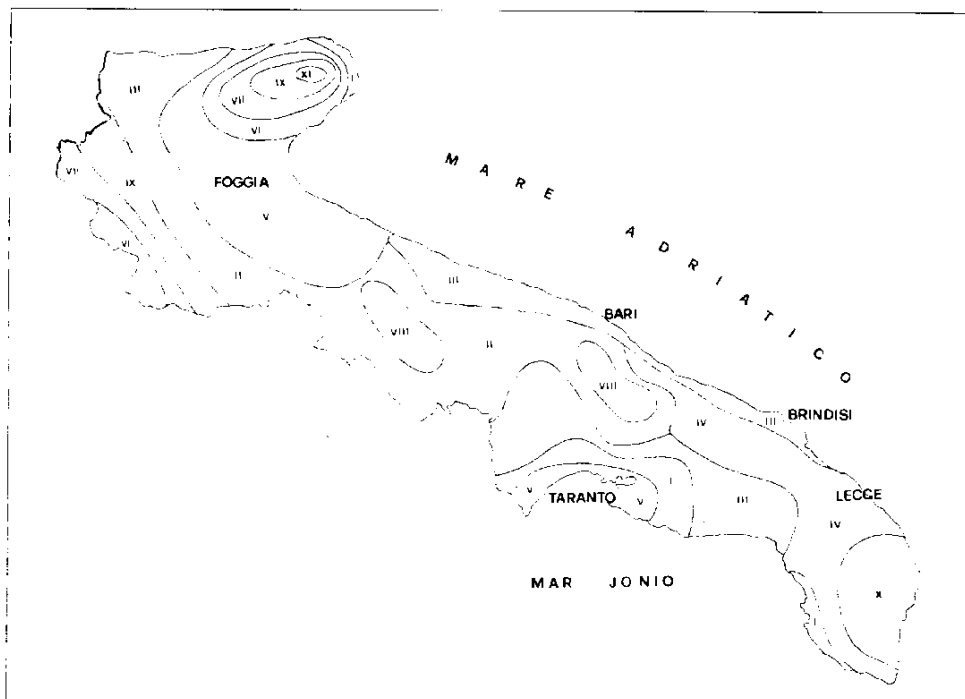 XI
III
IX
VII
VI
MARE ADRIATICO
VII
IX
FOGGIA
V
VI
II
III
BARI
VIII
II
VIII
BRINDISI
III
IV
I
V
TARANTO
V
III
LECCE
IV
MAR JONIO
X
I